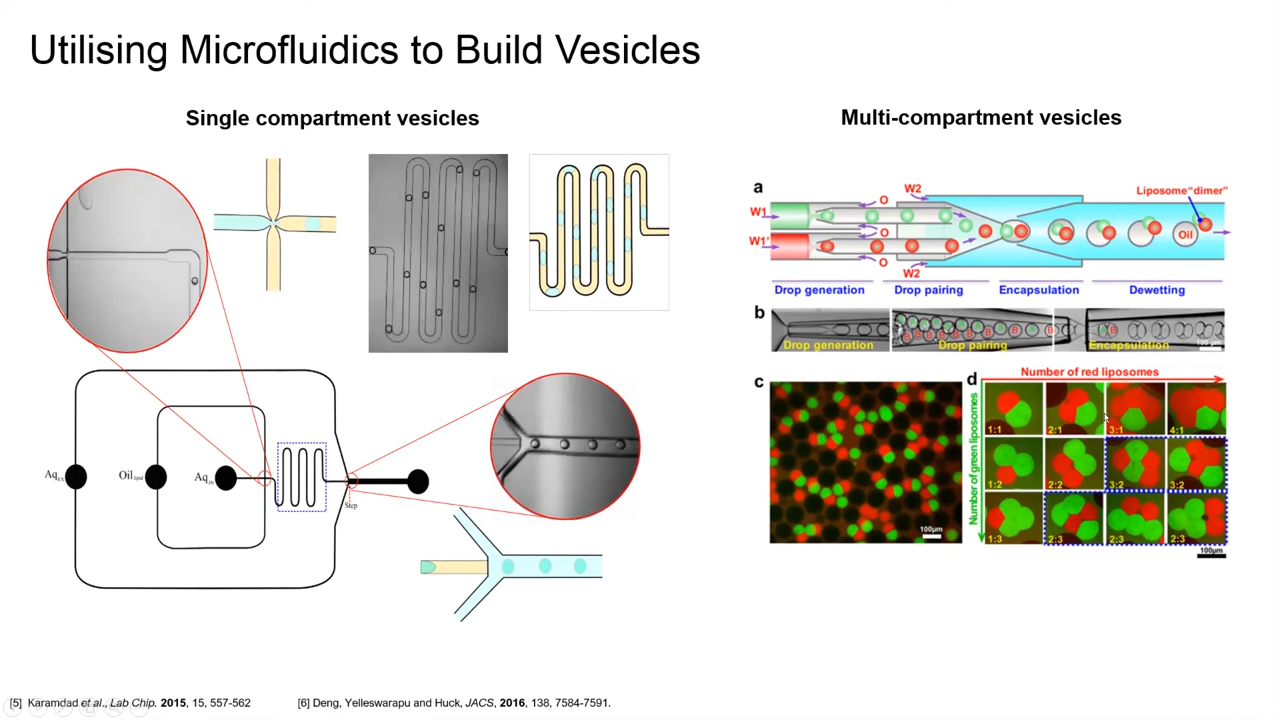 Utilising Microfluidics to Build Vesicles
Single compartment vesicles
Multi-compartment vesicles
a
W2
O
W1
O
W1'
O
W2
Liposome "dimer"
Oil
Drop generation
Drop pairing
Encapsulation
Dewetting
b
Drop generation
Drop pairing
Encapsulation
100µm
c
100µm
d
Number of red liposomes
Number of green liposomes
1:1
2:1
3:1
4:1
1:2
2:2
3:2
3:2
1:3
2:3
2:3
2:3
100µm
Aq
Oil
Aq
Step
[5] Karamdad et al., Lab Chip. 2015, 15, 557-562
[6] Deng, Yelleswarapu and Huck, JACS, 2016, 138, 7584-7591.